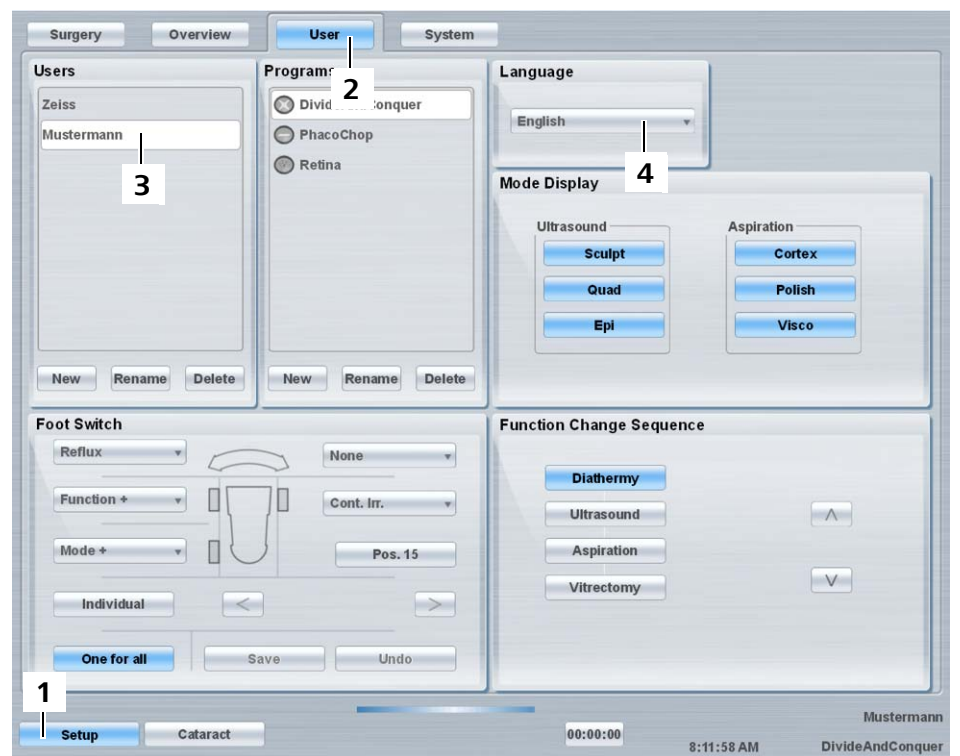 Surgery Overview User System
Users
Zeiss
Mustermann
3
New Rename Delete
Programs
2
DivideAndConquer
PhacoChop
Retina
New Rename Delete
Language
English
4
Mode Display
Ultrasound
Sculpt
Quad
Epi
Aspiration
Cortex
Polish
Visco
Foot Switch
Reflux
None
Function +
Cont. Irr.
Mode +
Pos. 15
Individual < >
One for all Save Undo
Function Change Sequence
Diathermy
Ultrasound
Aspiration
Vitrectomy
1
Setup Cataract
00:00:00
8:11:58 AM
Mustermann
DivideAndConquer